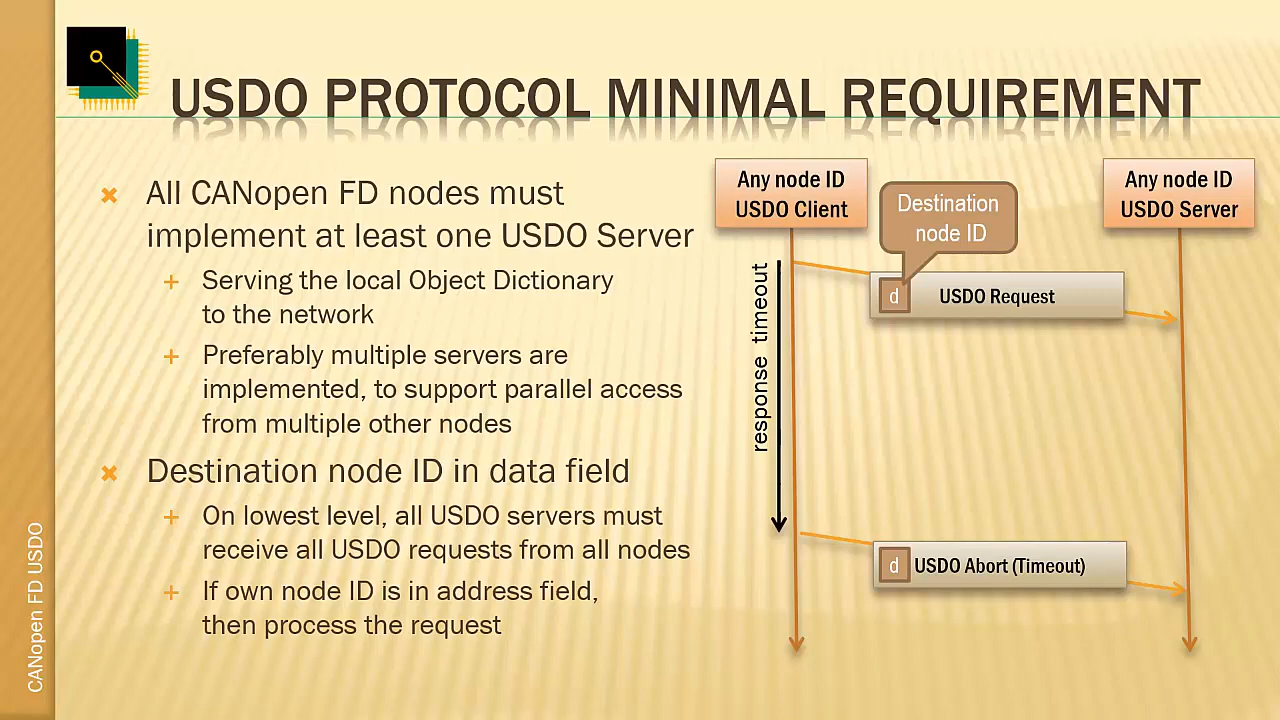 USDO PROTOCOL MINIMAL REQUIREMENT
All CANopen FD nodes must
implement at least one USDO Server
Serving the local Object Dictionary
to the network
Preferably multiple servers are
implemented, to support parallel access
from multiple other nodes
Destination node ID in data field
On lowest level, all USDO servers must
receive all USDO requests from all nodes
If own node ID is in address field,
then process the request
Any node ID
USDO Client
Destination
node ID
Any node ID
USDO Server
d
USDO Request
response timeout
d
USDO Abort (Timeout)
CANopen FD USDO